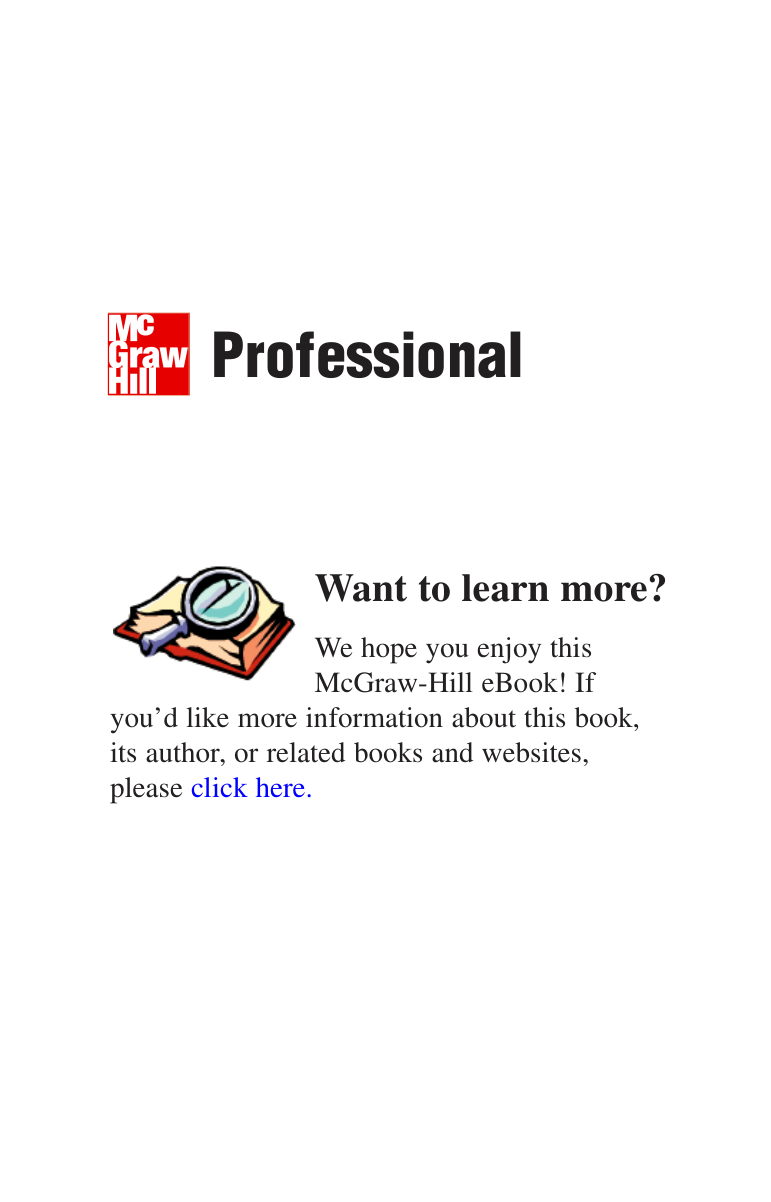 Mc
Graw
Hill
Professional
Want to learn more?
We hope you enjoy this
McGraw-Hill eBook! If
you’d like more information about this book,
its author, or related books and websites,
please click here.